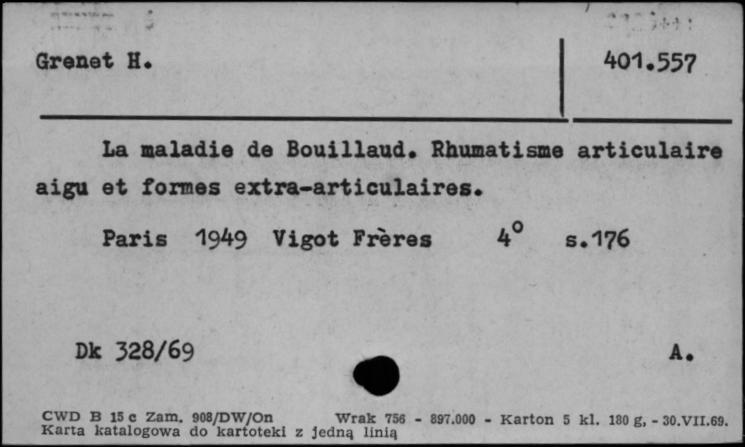 Grenet H.
401.557
La maladie de Bouillaud. Rhumatisme articulaire
aigu et formes extra-articulaires.
Paris 1949 Vigot Frères 4° s.176
Dk 328/69 A.
CWD B 15 c Zam. 908/DW/On Wrak 756 - 897.000 - Karton 5 kl. 180 g, - 30.VII.69.
Karta katalogowa do kartoteki z jedną linią